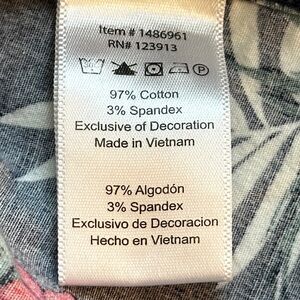 Item # 1486961
RN# 123913
97% Cotton
3% Spandex
Exclusive of Decoration
Made in Vietnam
97% Algodón
3% Spandex
Exclusivo de Decoracion
Hecho en Vietnam